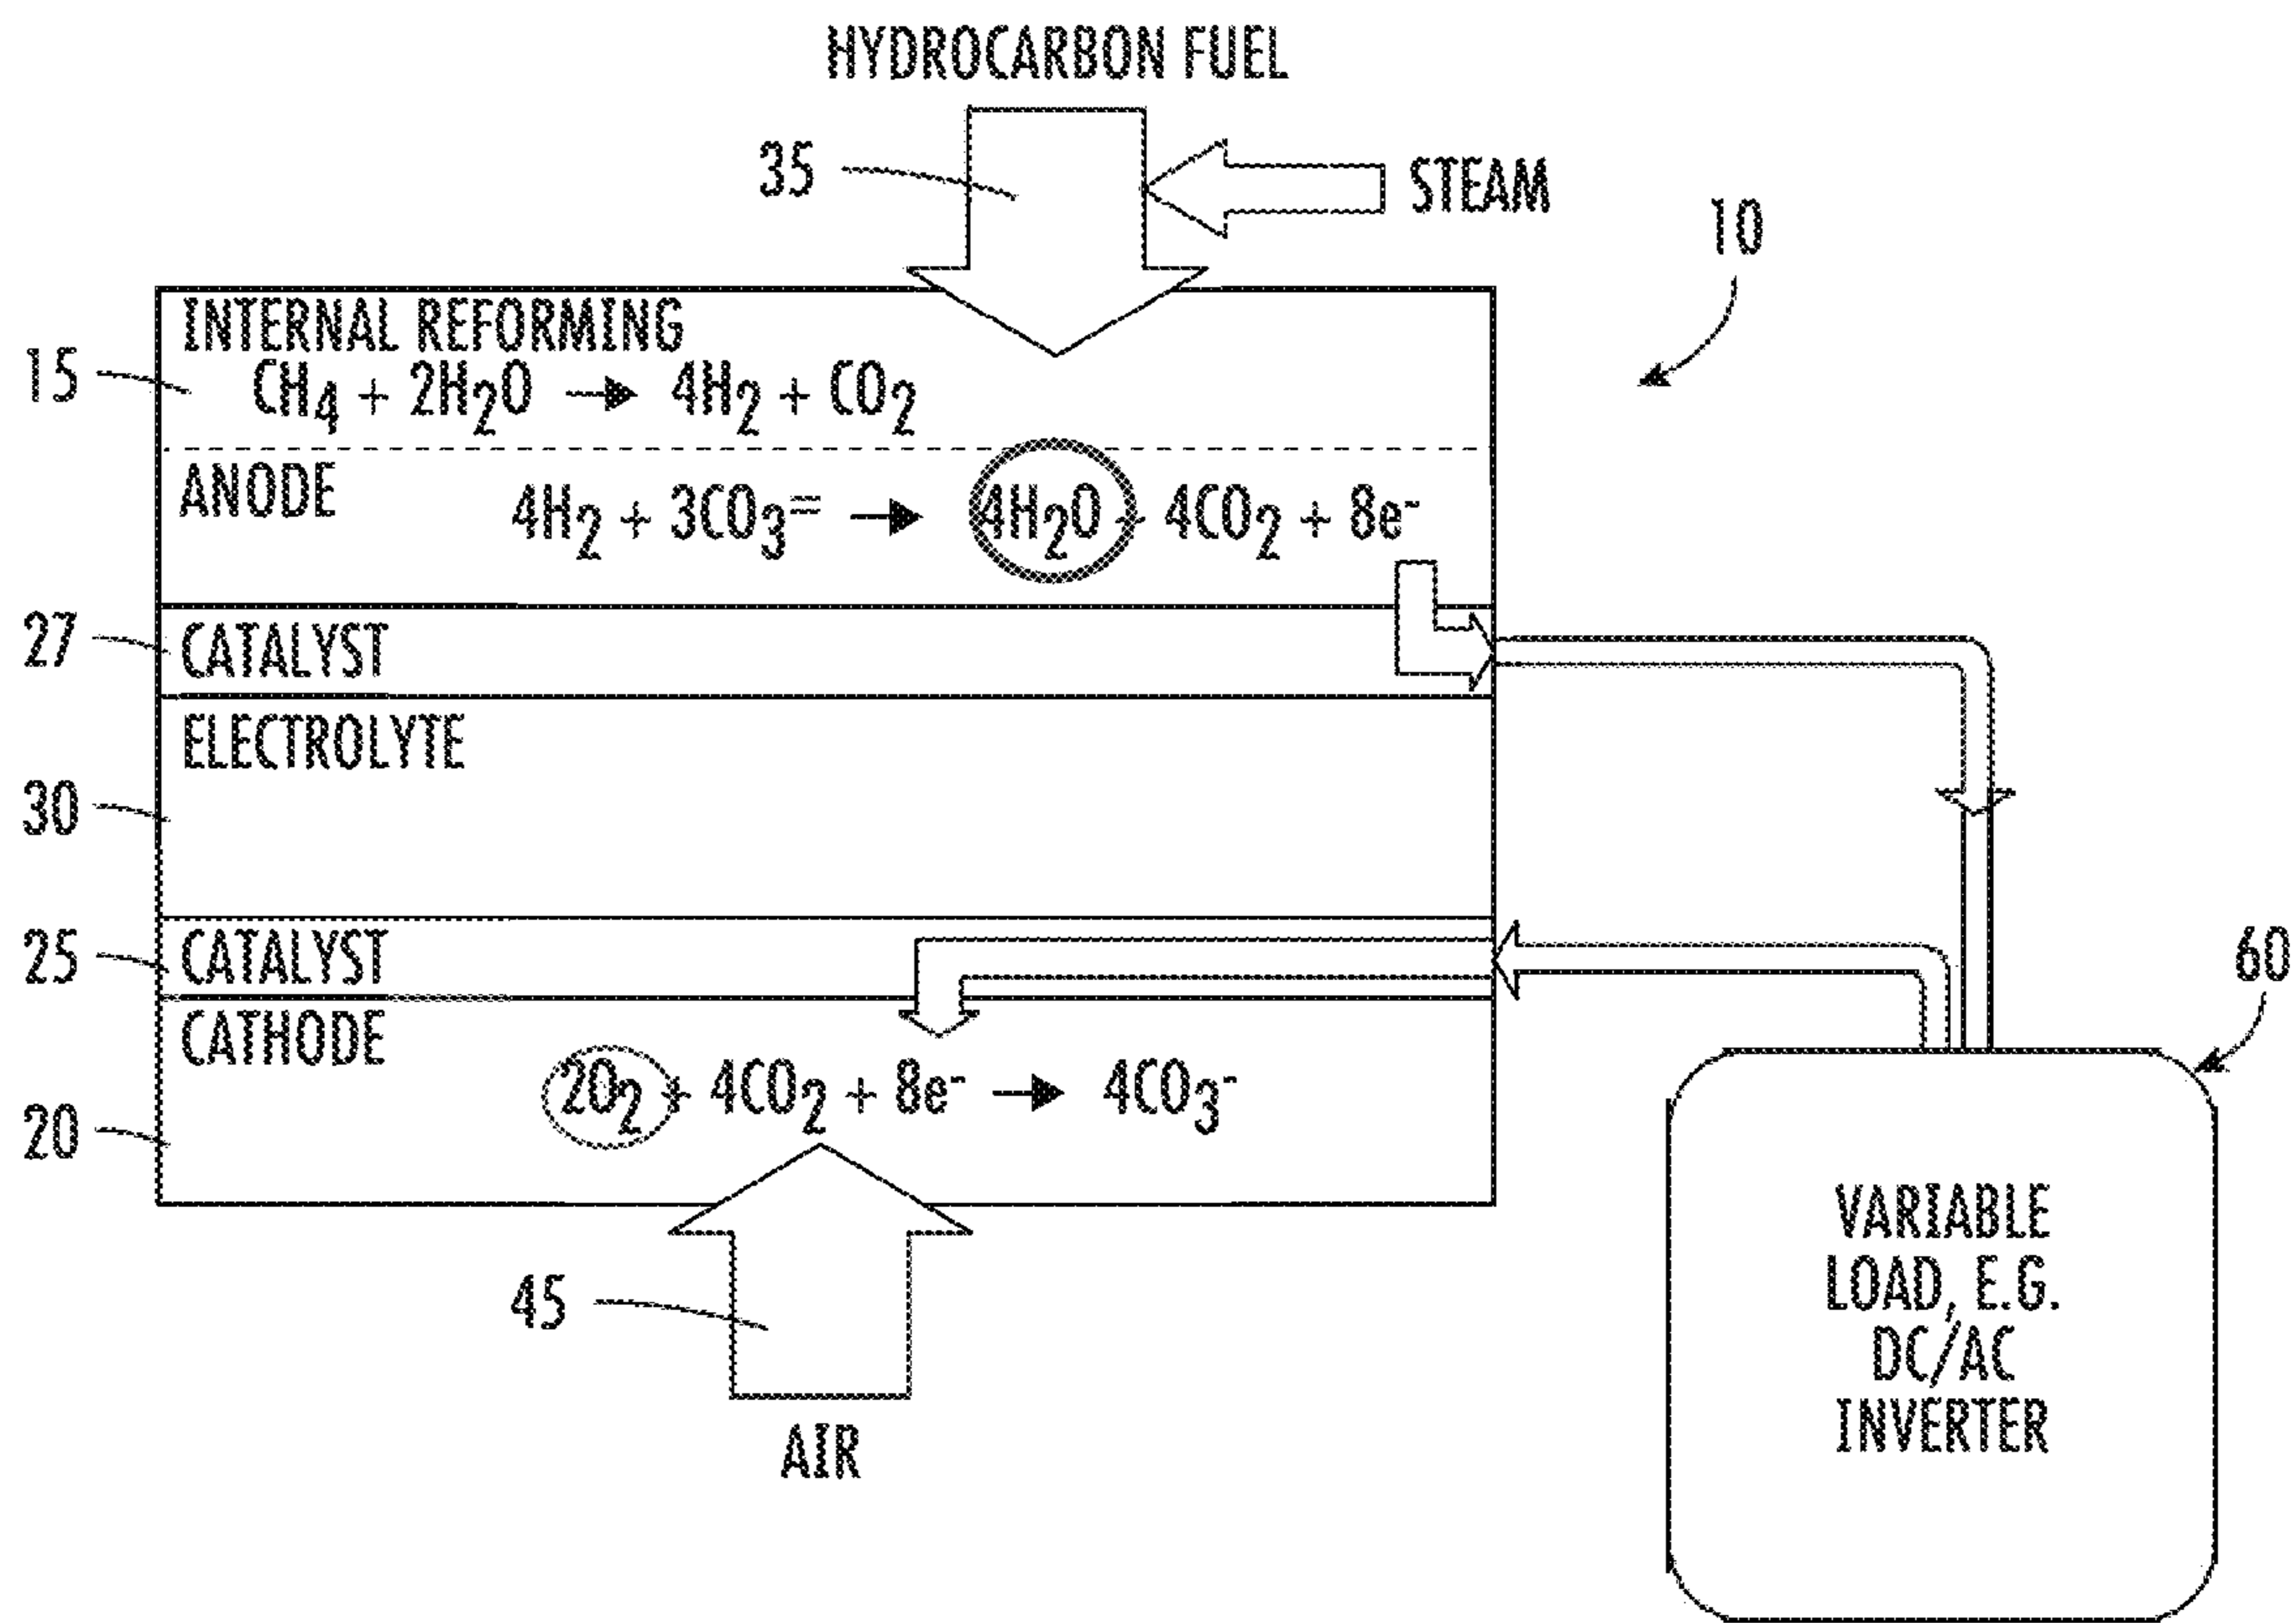 HYDROCARBON FUEL
35
STEAM
10
INTERNAL REFORMING
15
CH4 + 2H2O → 4H2 + CO2
ANODE
4H2 + 3CO3= → 4H2O + 4CO2 + 8e-
27
CATALYST
ELECTROLYTE
30
25
CATALYST
60
CATHODE
2O2 + 4CO2 + 8e- → 4CO3-
20
VARIABLE
LOAD, E.G.
DC/AC
INVERTER
45
AIR